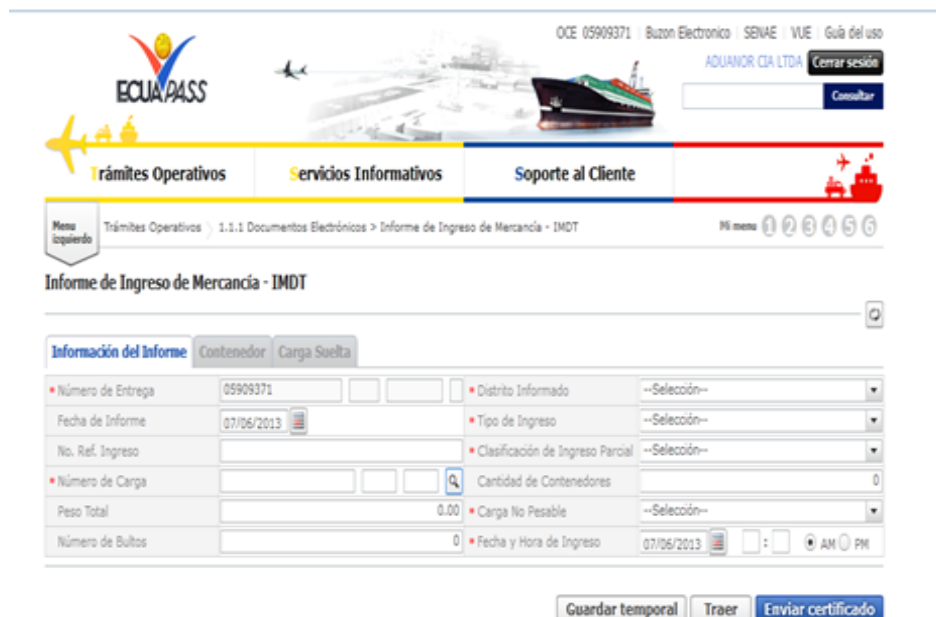 OCE 05909371 | Buzon Electronico | SENAE | VUE | Guía del uso
ADUANOR CIA LTDA Cerrar sesión
ECUAPASS
Consultar
Trámites Operativos Servicios Informativos Soporte al Cliente
Menu izquierdo
Trámites Operativos > 1.1.1 Documentos Electrónicos > Informe de Ingreso de Mercancía - IMDT
Mi menu 1 2 3 4 5 6
Informe de Ingreso de Mercancía - IMDT
Información del Informe Contenedor Carga Suelta
* Número de Entrega 05909371 * Distrito Informado --Selección--
Fecha de Informe 07/06/2013 * Tipo de Ingreso --Selección--
No. Ref. Ingreso * Clasificación de Ingreso Parcial --Selección--
* Número de Carga Cantidad de Contenedores 0
Peso Total 0.00 * Carga No Pesable --Selección--
Número de Bultos 0 * Fecha y Hora de Ingreso 07/06/2013 : AM PM
Guardar temporal Traer Enviar certificado